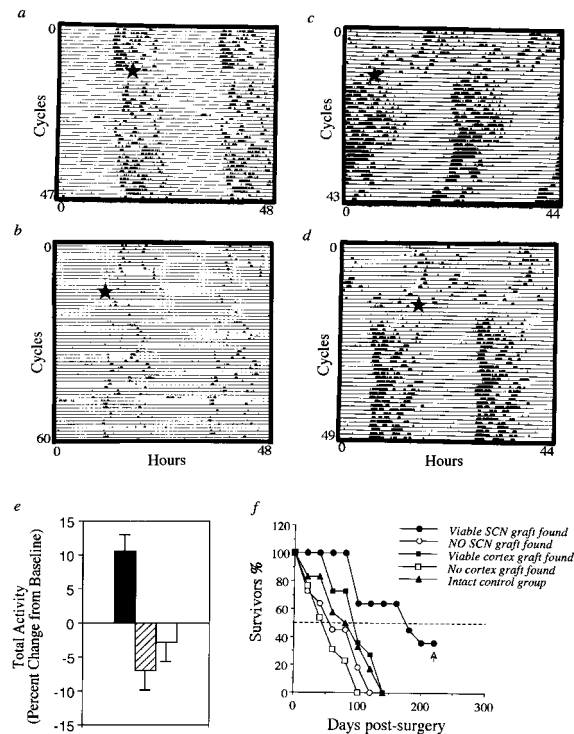 a
0
Cycles
47
0
48
b
0
Cycles
60
0
Hours
48
c
0
Cycles
43
0
44
d
0
Cycles
49
0
Hours
44
e
Total Activity
(Percent Change from Baseline)
15
10
5
0
-5
-10
-15
f
Survivors %
120
100
80
60
40
20
0
0
100
200
300
Days post-surgery
Viable SCN graft found
NO SCN graft found
Viable cortex graft found
No cortex graft found
Intact control group